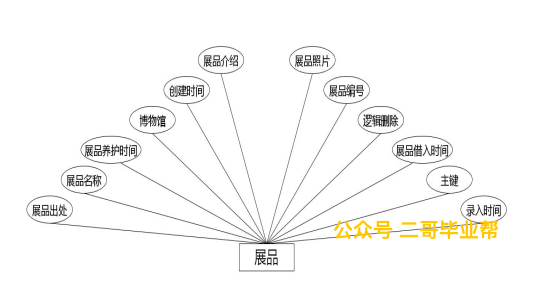 展品介绍
展品照片
创建时间
展品编号
博物馆
逻辑删除
展品养护时间
展品借入时间
展品名称
主键
展品出处
录入时间
公众号 二哥毕业帮
展品